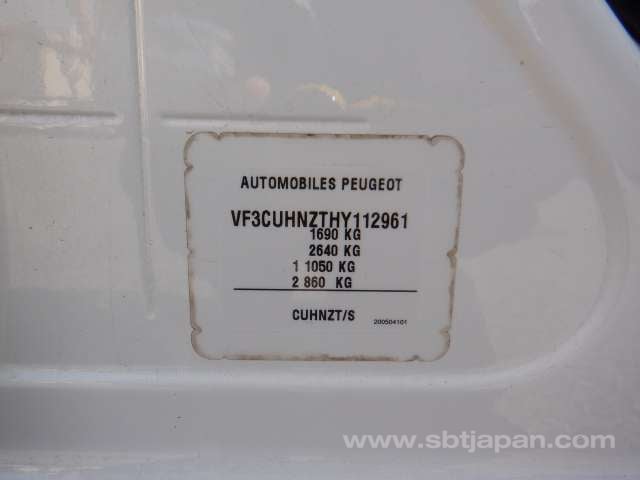 AUTOMOBILES PEUGEOT
VF3CUHNZTHY112961
1690 KG
2640 KG
1 1050 KG
2 860 KG
CUHNZT/S 200504101
www.sbtjapan.com